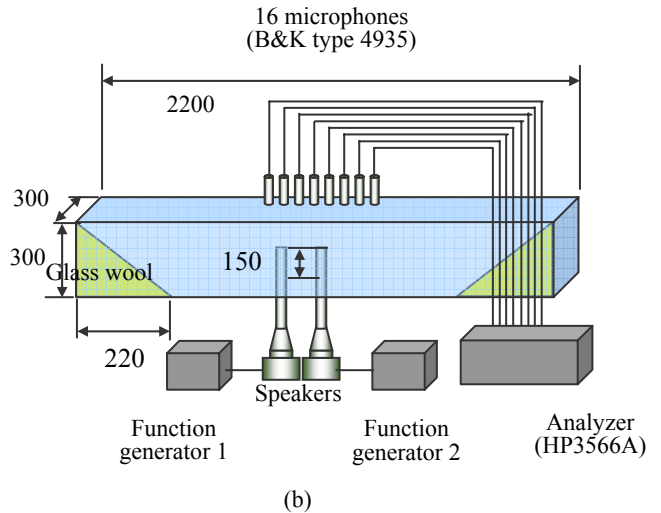 16 microphones
(B&K type 4935)
2200
300
300
Glass wool
150
220
Speakers
Function
generator 1
Function
generator 2
Analyzer
(HP3566A)
(b)